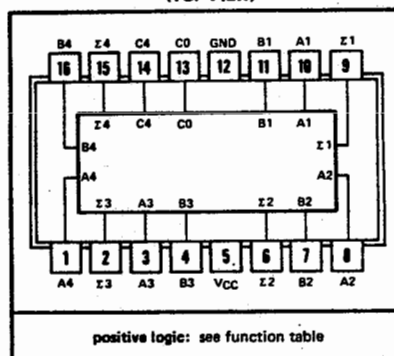 (TOP VIEW)
B4 Σ4 C4 C0 GND B1 A1 Σ1
16 15 14 13 12 11 10 9
Σ4 C4 C0 B1 A1
B4 Σ1
A4 A2
Σ3 A3 B3 Σ2 B2
1 2 3 4 5 6 7 8
A4 Σ3 A3 B3 VCC Σ2 B2 A2
positive logic: see function table